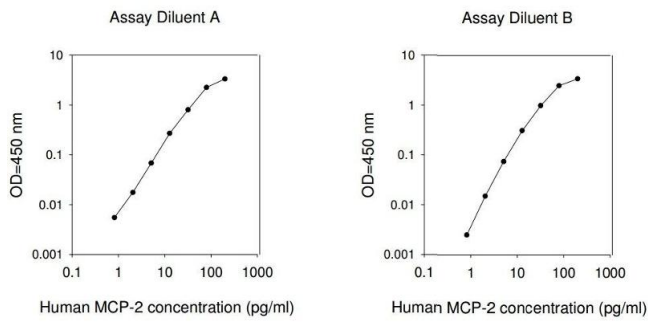 Assay Diluent A
10
1
0.1
0.01
0.001
OD=450 nm
0.1 1 10 100 1000
Human MCP-2 concentration (pg/ml)
Assay Diluent B
10
1
0.1
0.01
0.001
OD=450 nm
0.1 1 10 100 1000
Human MCP-2 concentration (pg/ml)